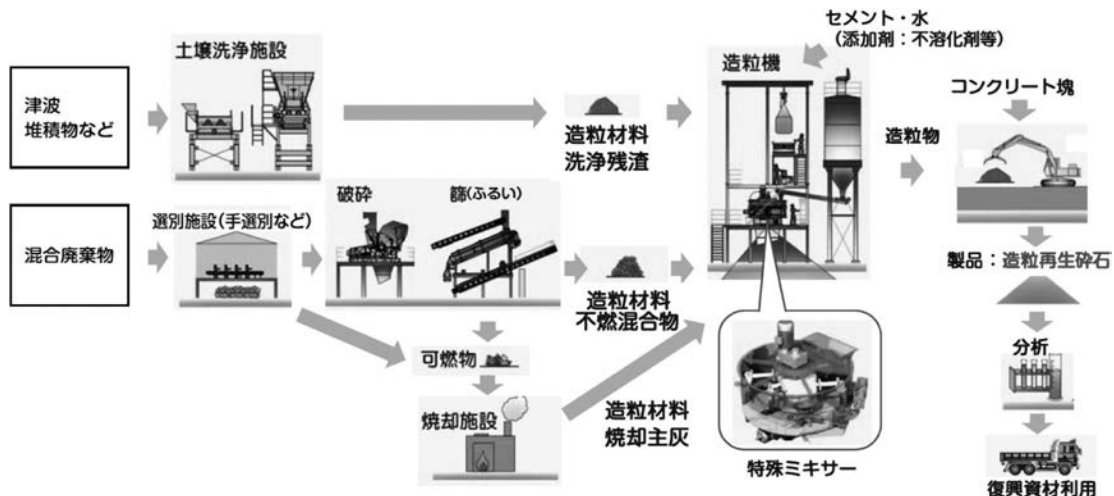 津波
堆積物など
土壌洗浄施設
造粒材料
洗浄残渣
セメント・水
(添加剤：不溶化剤等)
造粒機
造粒物
コンクリート塊
混合廃棄物
選別施設(手選別など)
破砕
篩(ふるい)
造粒材料
不燃混合物
可燃物
焼却施設
造粒材料
焼却主灰
特殊ミキサー
製品：造粒再生砕石
分析
復興資材利用